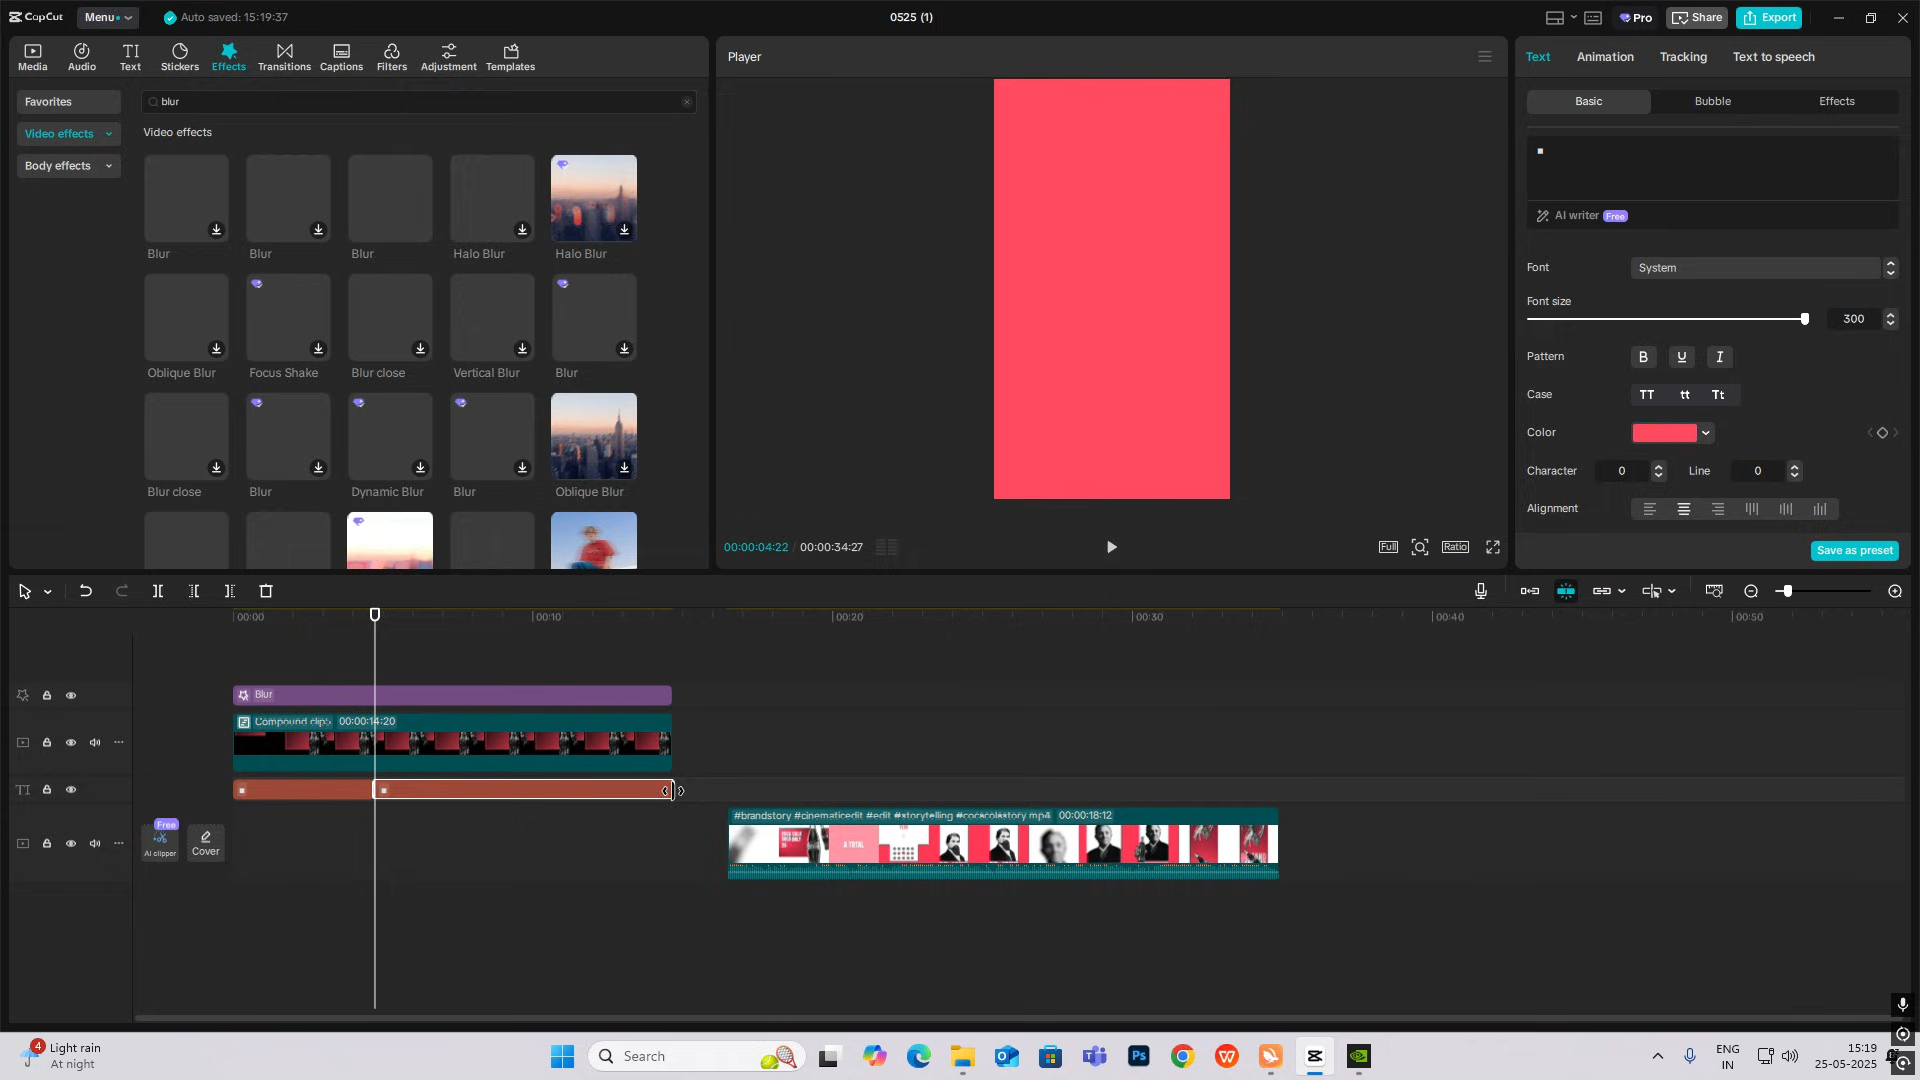 CapCut
Menu
Auto saved: 15:19:37
0525 (1)
Pro
Share
Export
Media
Audio
TI
Text
Stickers
Effects
Transitions
Captions
Filters
Adjustment
Templates
Player
Text
Animation
Tracking
Text to speech
Favorites
blur
Basic
Bubble
Effects
Video effects
Video effects
Body effects
AI writer
Free
Blur
Blur
Blur
Halo Blur
Halo Blur
Font
System
Font size
300
Oblique Blur
Focus Shake
Blur close
Vertical Blur
Blur
Pattern
B
U
I
Case
TT
tt
Tt
Color
Character
0
Line
0
Blur close
Blur
Dynamic Blur
Blur
Oblique Blur
Alignment
00:00:04:22 / 00:00:34:27
Full
Ratio
Save as preset
00:00
00:10
00:20
00:30
00:40
00:50
Blur
Compound clip
00:00:14:20
TI
#brandstory #cinematicedit #edit #storytelling #cocacolastory mp4
00:00:18:12
Free
AI clipper
Cover
A TOTAL
4
Light rain
At night
Search
Ps
ENG
IN
15:19
25-05-2025